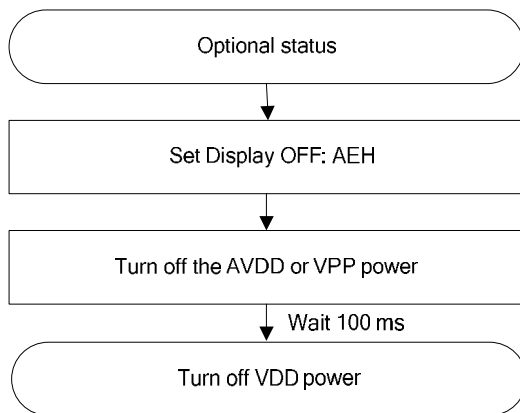 Optional status
Set Display OFF: AEH
Turn off the AVDD or VPP power
Wait 100 ms
Turn off VDD power